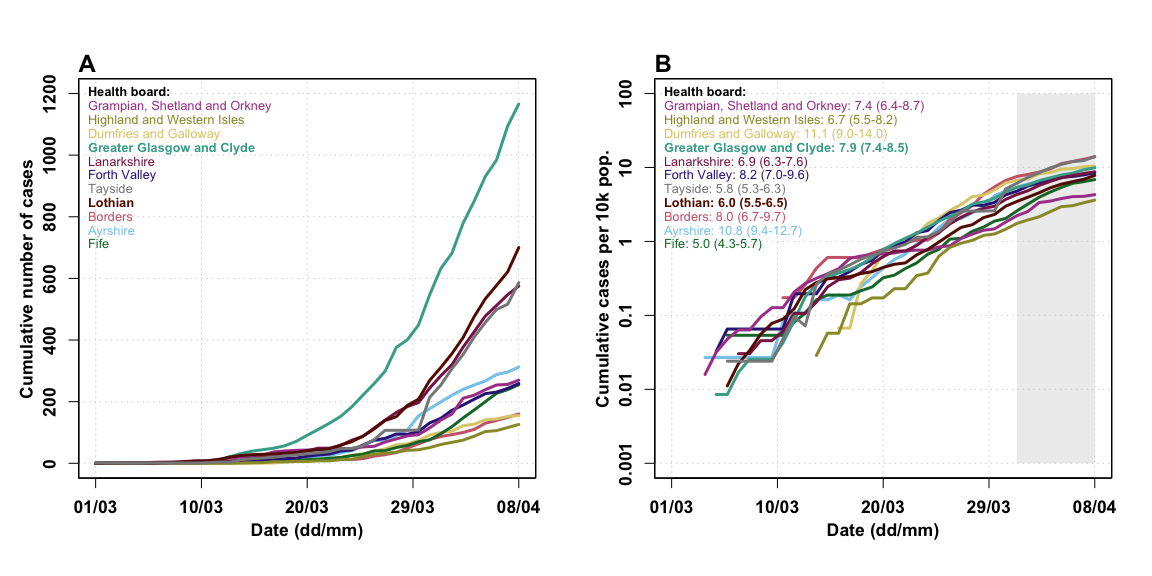 A
Cumulative number of cases
1200
1000
800
600
400
200
0
Health board:
Grampian, Shetland and Orkney
Highland and Western Isles
Dumfries and Galloway
Greater Glasgow and Clyde
Lanarkshire
Forth Valley
Tayside
Lothian
Borders
Ayrshire
Fife
01/03 10/03 20/03 29/03 08/04
Date (dd/mm)
B
Cumulative cases per 10k pop.
100
10
1
0.1
0.01
0.001
Health board:
Grampian, Shetland and Orkney: 7.4 (6.4-8.7)
Highland and Western Isles: 6.7 (5.5-8.2)
Dumfries and Galloway: 11.1 (9.0-14.0)
Greater Glasgow and Clyde: 7.9 (7.4-8.5)
Lanarkshire: 6.9 (6.3-7.6)
Forth Valley: 8.2 (7.0-9.6)
Tayside: 5.8 (5.3-6.3)
Lothian: 6.0 (5.5-6.5)
Borders: 8.0 (6.7-9.7)
Ayrshire: 10.8 (9.4-12.7)
Fife: 5.0 (4.3-5.7)
01/03 10/03 20/03 29/03 08/04
Date (dd/mm)